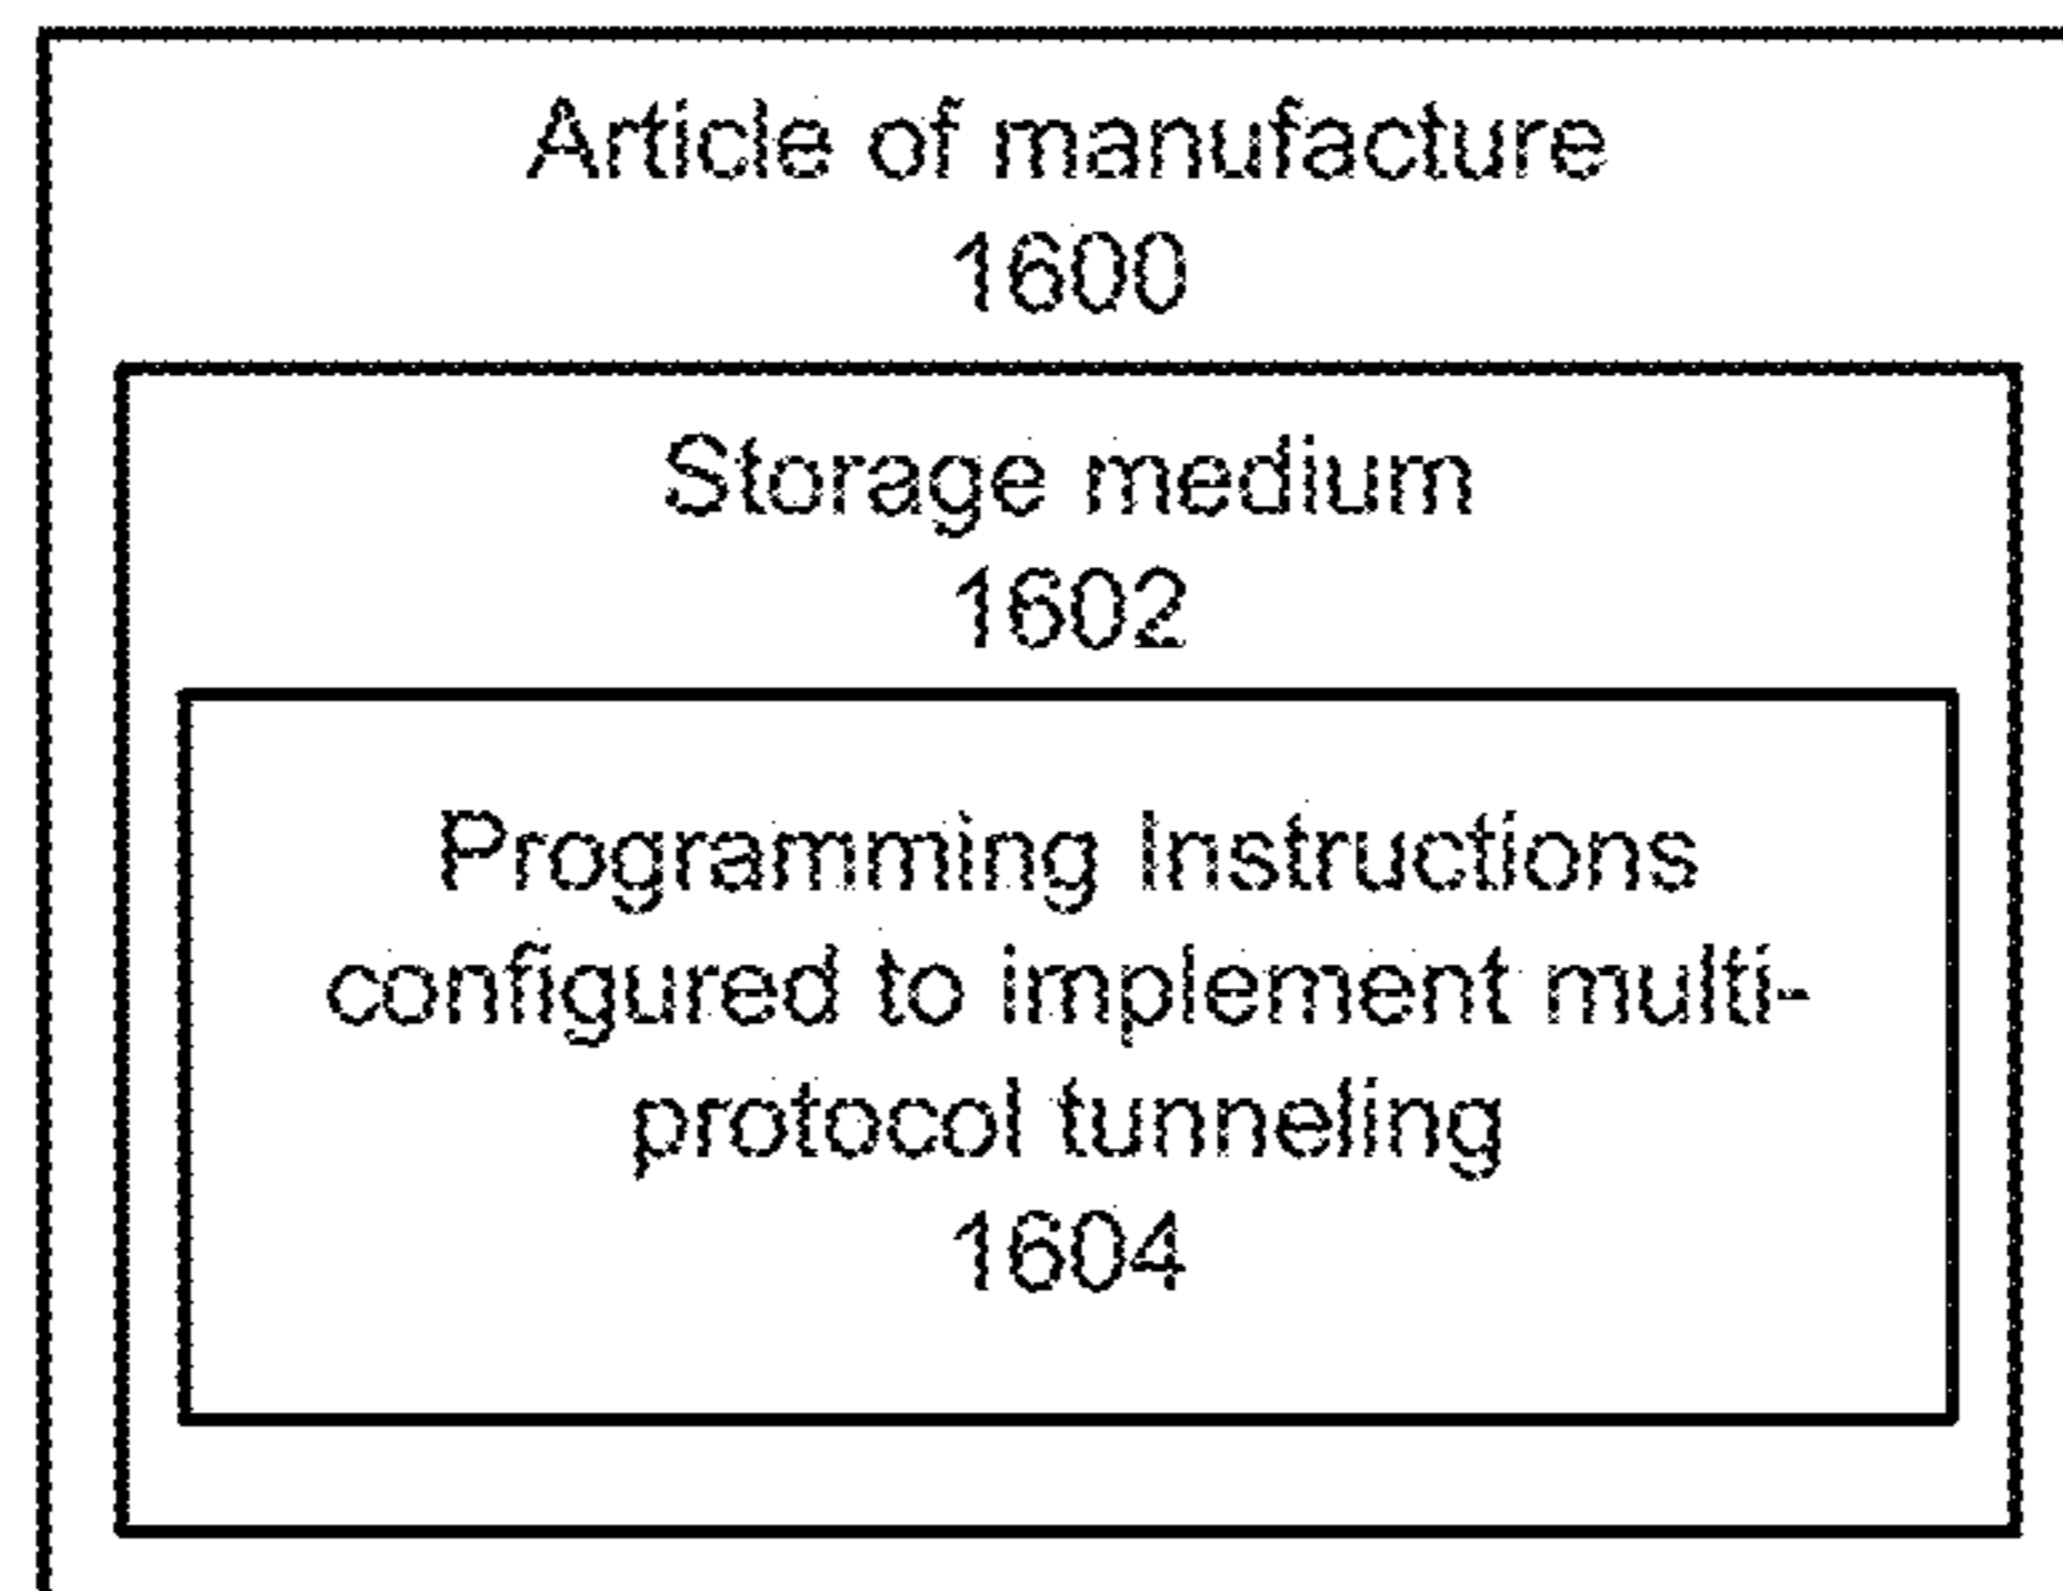 Article of manufacture
1600
Storage medium
1602
Programming Instructions
configured to implement multi-
protocol tunneling
1604